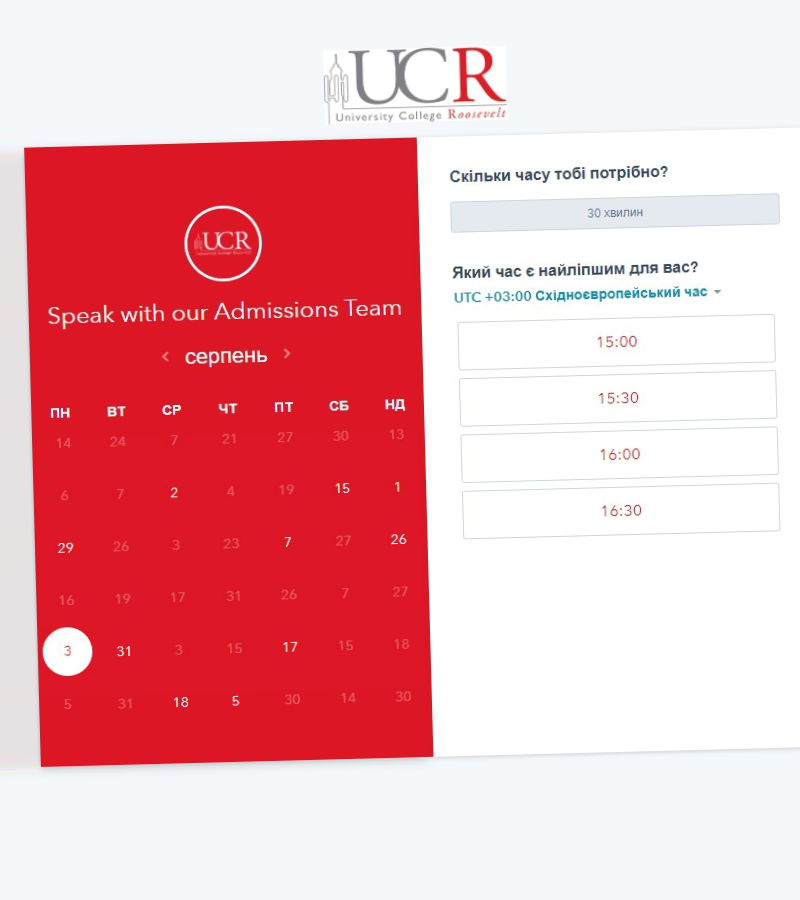 UCR
University College Roosevelt
UCR
Speak with our Admissions Team
серпень
ПН ВТ СР ЧТ ПТ СБ НД
14 24 7 21 27 30 13
6 7 2 4 19 15 1
29 26 3 23 7 27 26
16 19 17 31 26 7 27
3 31 3 15 17 15 18
5 31 18 5 30 14 30
Скільки часу тобі потрібно?
30 хвилин
Який час є найліпшим для вас?
UTC +03:00 Східноєвропейський час
15:00
15:30
16:00
16:30